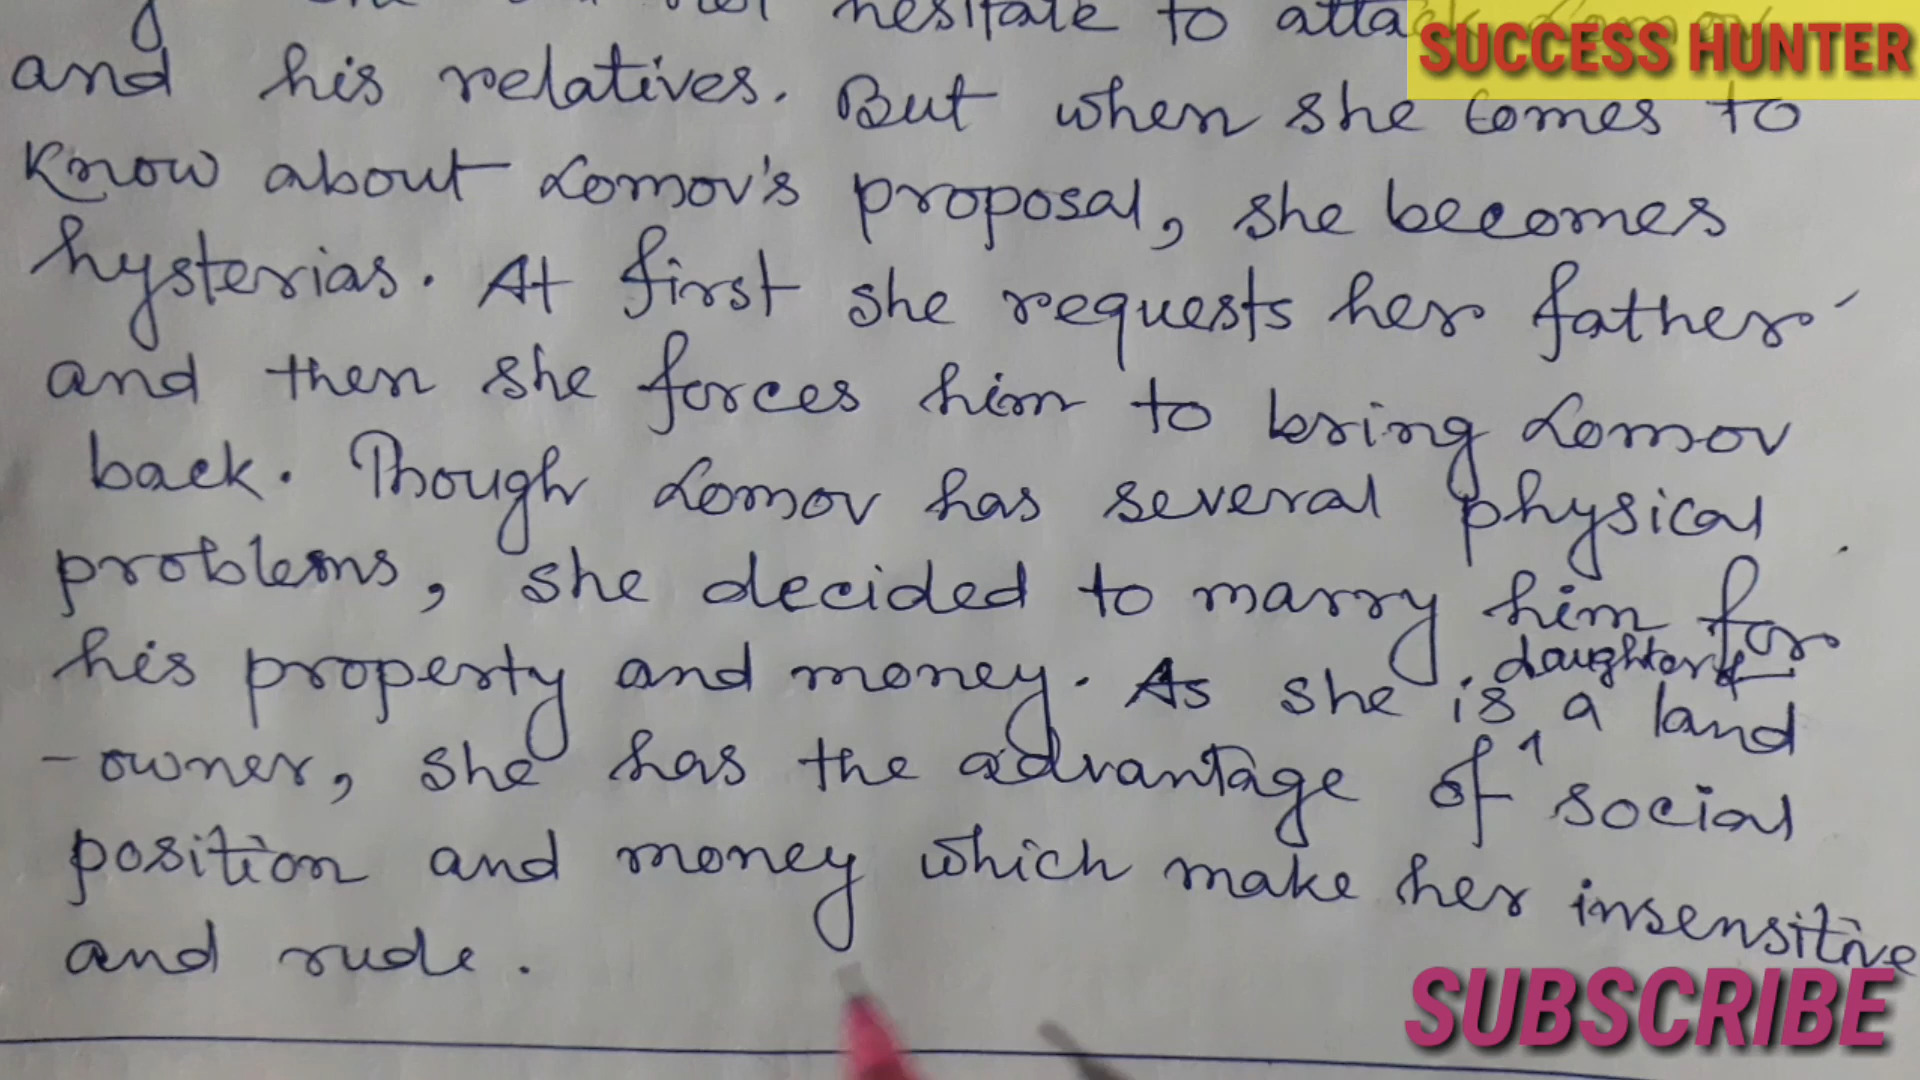 hesitate to attack Lomov
SUCCESS HUNTER
and his relatives. But when she comes to
know about Lomov's proposal, she becomes
hysterias. At first she requests her father
and then she forces him to bring Lomov
back. Though Lomov has several physical
problems, she decided to marry him for
his property and money. As she is a land
daughter of
-owner, she has the advantage of social
position and money which make her insensitive
and rude.
SUBSCRIBE